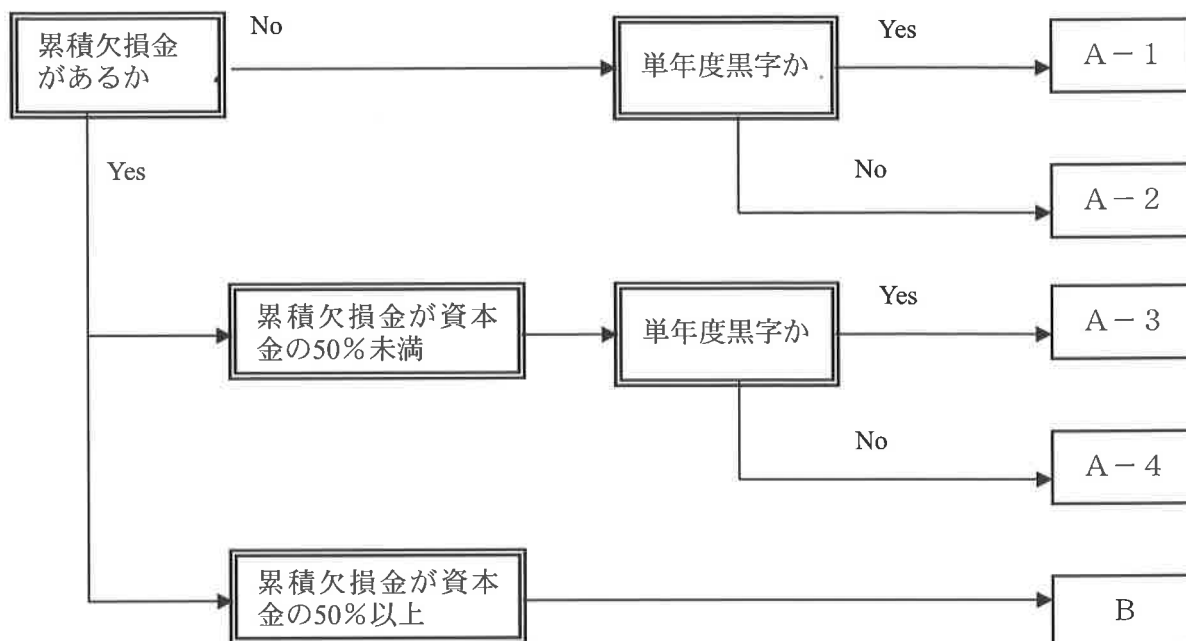 累積欠損金
があるか
No
単年度黒字か
Yes
A－1
Yes
No
A－2
累積欠損金が資本
金の50％未満
単年度黒字か
Yes
A－3
No
A－4
累積欠損金が資本
金の50％以上
B